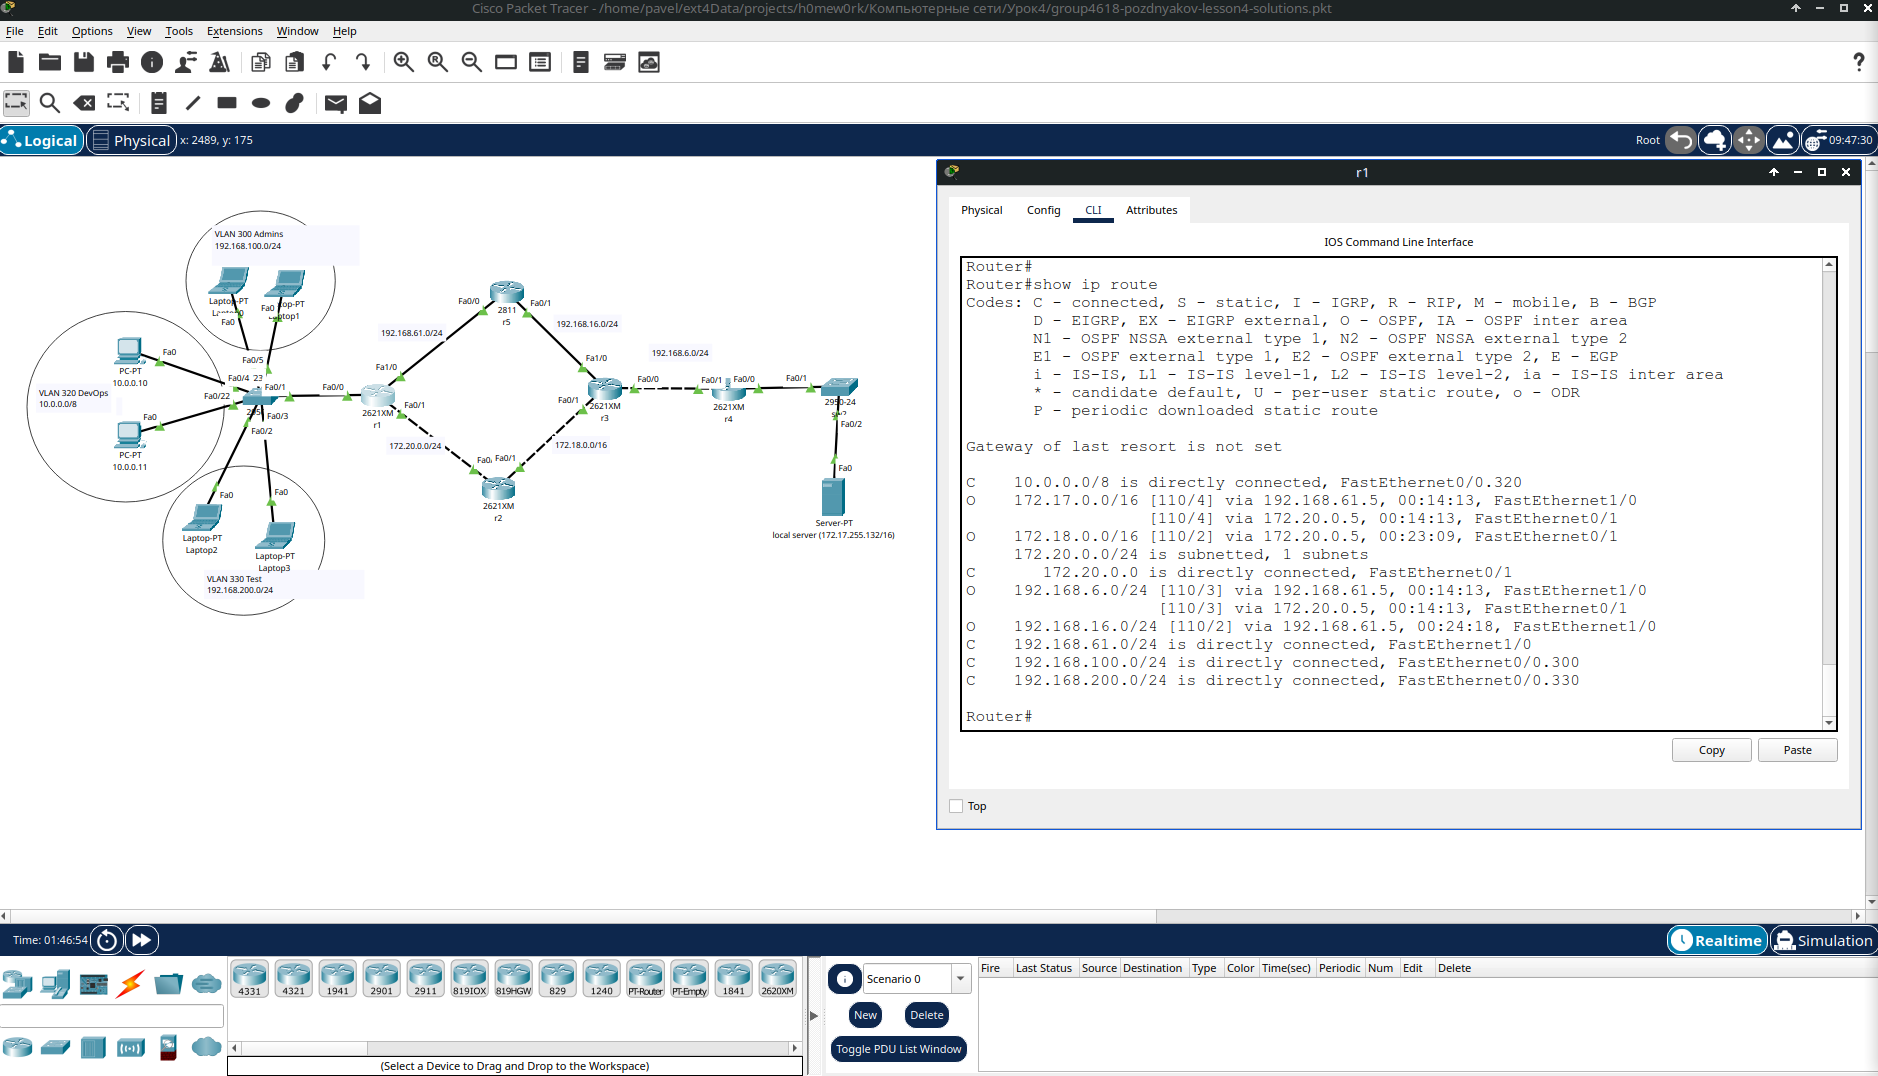 Cisco Packet Tracer - /home/pavel/ext4Data/projects/h0mew0rk/Компьютерные сети/Урок4/group4618-pozdnyakov-lesson4-solutions.pkt
File Edit Options View Tools Extensions Window Help
Logical Physical x: 2489, y: 175 Root 09:47:30
VLAN 300 Admins
192.168.100.0/24
Laptop-PT
Fa0
Fa0
VLAN 320 DevOps
10.0.0.0/8
PC-PT
10.0.0.10
Fa0
PC-PT
10.0.0.11
Fa0
Fa0/5
Fa0/4
Fa0/1
Fa0/22
Fa0/3
Fa0/2
Fa0
Fa0
Laptop-PT
Laptop2
Laptop-PT
Laptop3
VLAN 330 Test
192.168.200.0/24
Fa0/0
Fa1/0
Fa0/1
2621XM
r1
192.168.61.0/24
Fa0/0
Fa0/1
2811
r5
192.168.16.0/24
172.20.0.0/24
Fa0/1
2621XM
r2
172.18.0.0/16
Fa1/0
Fa0/0
Fa0/1
2621XM
r3
192.168.6.0/24
Fa0/1
Fa0/0
2621XM
r4
Fa0/1
2950-24
Fa0/2
Fa0
Server-PT
local server (172.17.255.132/16)
r1
Physical Config CLI Attributes
IOS Command Line Interface
Router#
Router#show ip route
Codes: C - connected, S - static, I - IGRP, R - RIP, M - mobile, B - BGP
D - EIGRP, EX - EIGRP external, O - OSPF, IA - OSPF inter area
N1 - OSPF NSSA external type 1, N2 - OSPF NSSA external type 2
E1 - OSPF external type 1, E2 - OSPF external type 2, E - EGP
i - IS-IS, L1 - IS-IS level-1, L2 - IS-IS level-2, ia - IS-IS inter area
* - candidate default, U - per-user static route, o - ODR
P - periodic downloaded static route
Gateway of last resort is not set
C 10.0.0.0/8 is directly connected, FastEthernet0/0.320
O 172.17.0.0/16 [110/4] via 192.168.61.5, 00:14:13, FastEthernet1/0
[110/4] via 172.20.0.5, 00:14:13, FastEthernet0/1
O 172.18.0.0/16 [110/2] via 172.20.0.5, 00:23:09, FastEthernet0/1
172.20.0.0/24 is subnetted, 1 subnets
C 172.20.0.0 is directly connected, FastEthernet0/1
O 192.168.6.0/24 [110/3] via 192.168.61.5, 00:14:13, FastEthernet1/0
[110/3] via 172.20.0.5, 00:14:13, FastEthernet0/1
O 192.168.16.0/24 [110/2] via 192.168.61.5, 00:24:18, FastEthernet1/0
C 192.168.61.0/24 is directly connected, FastEthernet1/0
C 192.168.100.0/24 is directly connected, FastEthernet0/0.300
C 192.168.200.0/24 is directly connected, FastEthernet0/0.330
Router#
Copy Paste
Top
Time: 01:46:54 Realtime Simulation
4331 4321 1941 2901 2911 819IOX 819HGW 829 1240 PT-Router PT-Empty 1841 2620XM
(Select a Device to Drag and Drop to the Workspace)
Scenario 0
New Delete
Toggle PDU List Window
Fire Last Status Source Destination Type Color Time(sec) Periodic Num Edit Delete